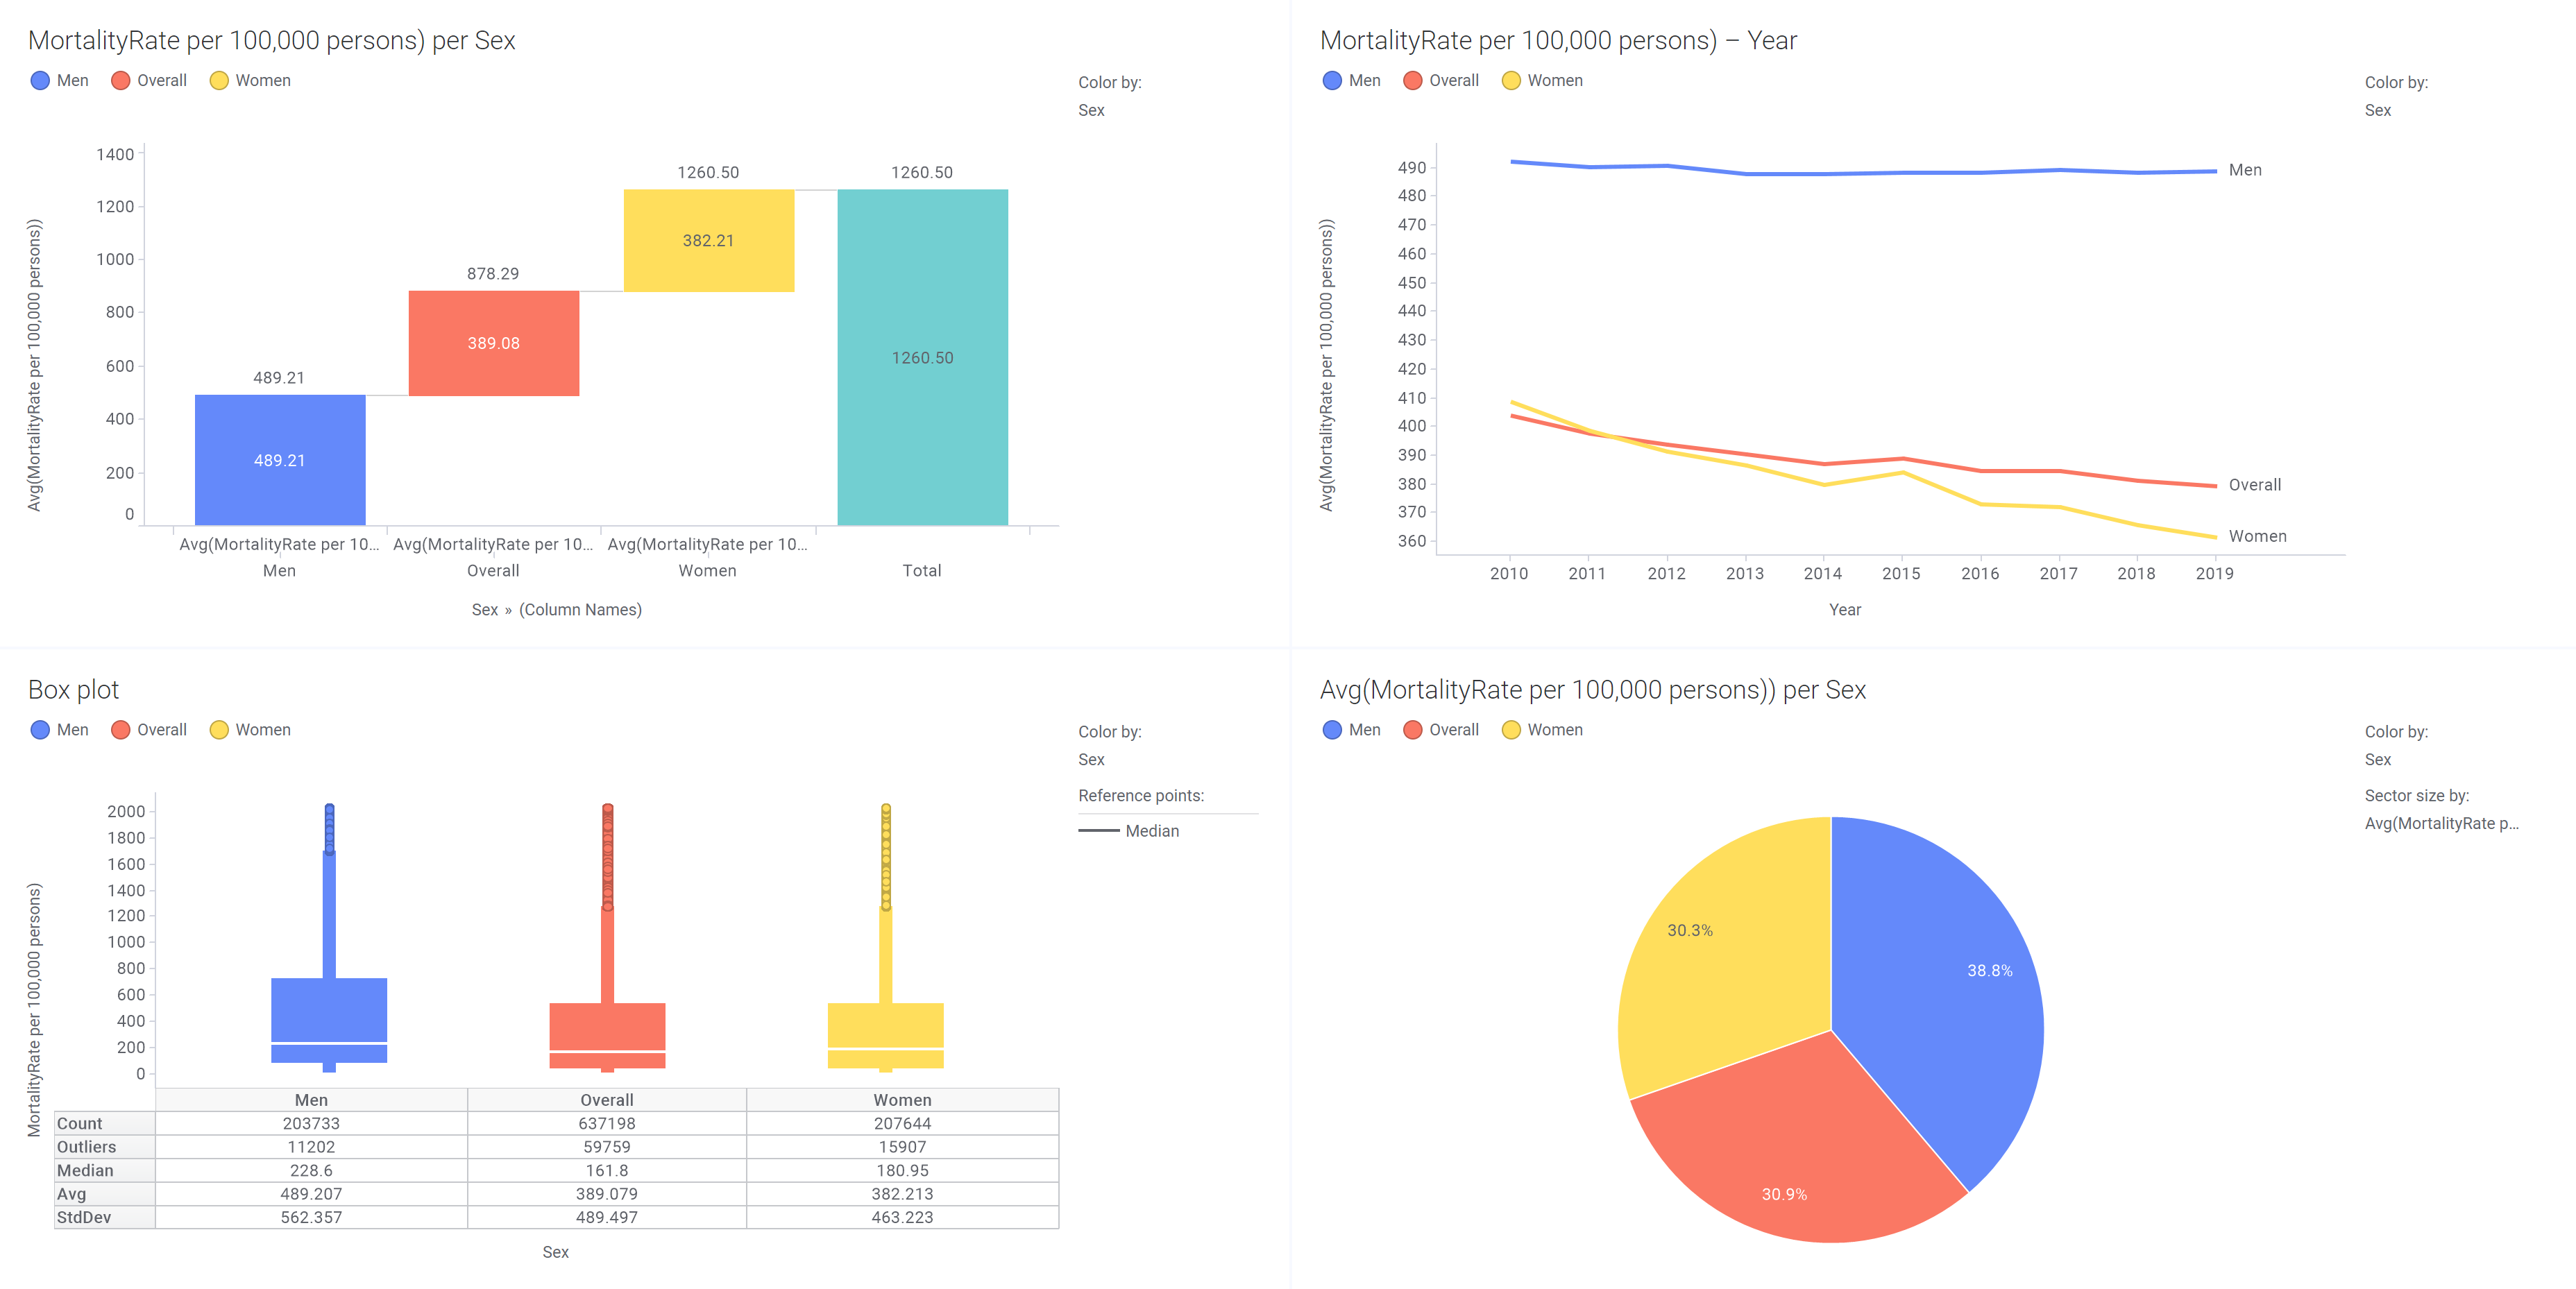 MortalityRate per 100,000 persons) per Sex
Men Overall Women
Color by:
Sex
Avg(MortalityRate per 100,000 persons))
1400
1200
1000
800
600
400
200
0
489.21
489.21
878.29
389.08
1260.50
382.21
1260.50
1260.50
Avg(MortalityRate per 10... Avg(MortalityRate per 10... Avg(MortalityRate per 10...
Men Overall Women Total
Sex » (Column Names)
MortalityRate per 100,000 persons) – Year
Men Overall Women
Color by:
Sex
Avg(MortalityRate per 100,000 persons))
490
480
470
460
450
440
430
420
410
400
390
380
370
360
Men
Overall
Women
2010 2011 2012 2013 2014 2015 2016 2017 2018 2019
Year
Box plot
Men Overall Women
Color by:
Sex
Reference points:
Median
MortalityRate per 100,000 persons)
2000
1800
1600
1400
1200
1000
800
600
400
200
0
Men Overall Women
Count 203733 637198 207644
Outliers 11202 59759 15907
Median 228.6 161.8 180.95
Avg 489.207 389.079 382.213
StdDev 562.357 489.497 463.223
Sex
Avg(MortalityRate per 100,000 persons)) per Sex
Men Overall Women
Color by:
Sex
Sector size by:
Avg(MortalityRate p...
30.3%
38.8%
30.9%